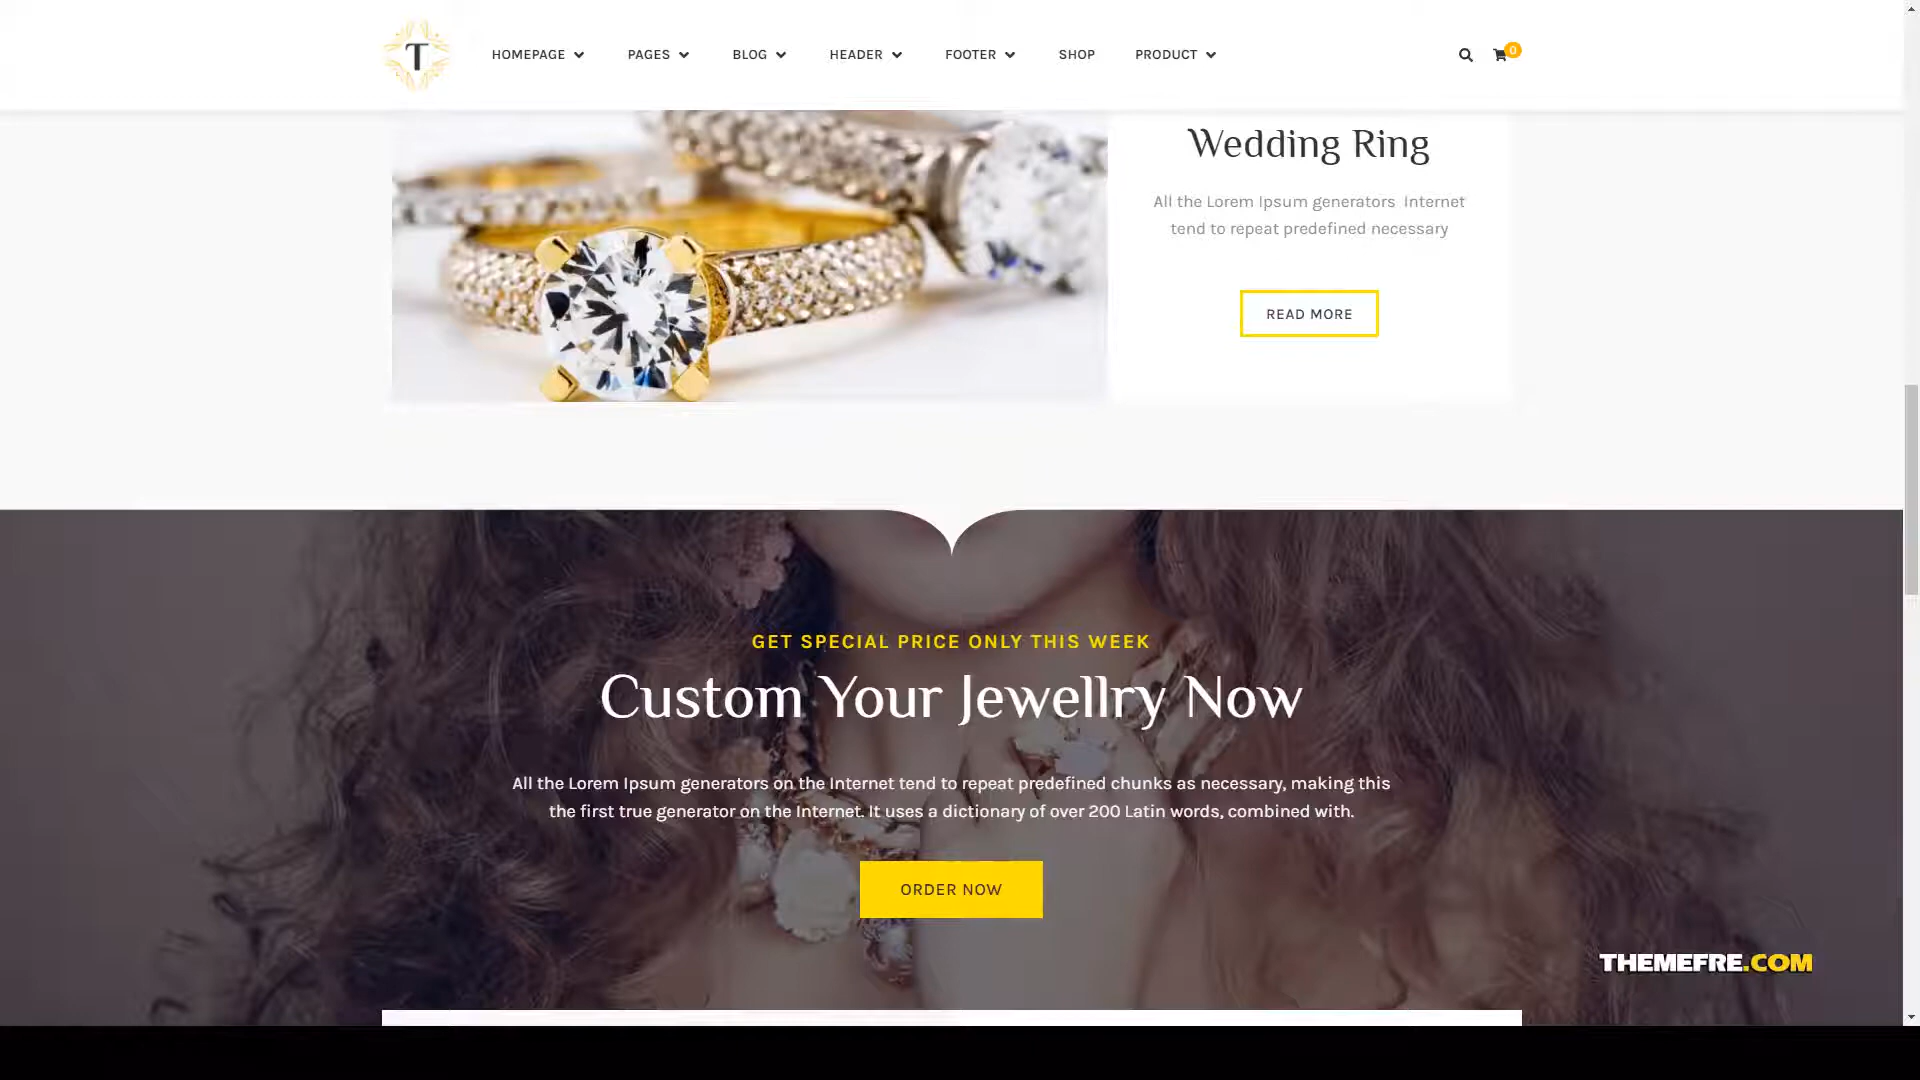 T
HOMEPAGE PAGES BLOG HEADER FOOTER SHOP PRODUCT 0
Wedding Ring
All the Lorem Ipsum generators Internet
tend to repeat predefined necessary
READ MORE
GET SPECIAL PRICE ONLY THIS WEEK
Custom Your Jewellry Now
All the Lorem Ipsum generators on the Internet tend to repeat predefined chunks as necessary, making this
the first true generator on the Internet. It uses a dictionary of over 200 Latin words, combined with.
ORDER NOW
THEMEFRE.COM